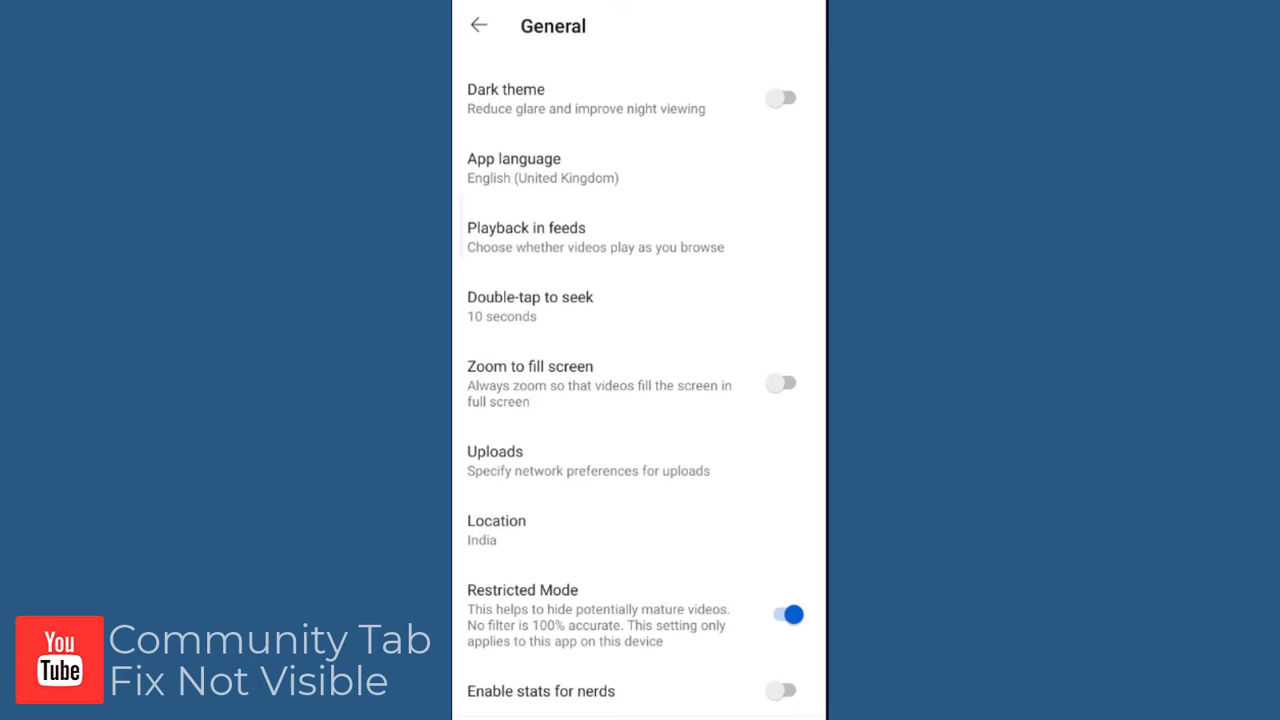 General
Dark theme
Reduce glare and improve night viewing
App language
English (United Kingdom)
Playback in feeds
Choose whether videos play as you browse
Double-tap to seek
10 seconds
Zoom to fill screen
Always zoom so that videos fill the screen in
full screen
Uploads
Specify network preferences for uploads
Location
India
Restricted Mode
This helps to hide potentially mature videos.
No filter is 100% accurate. This setting only
applies to this app on this device
Enable stats for nerds
You
Tube
Community Tab
Fix Not Visible